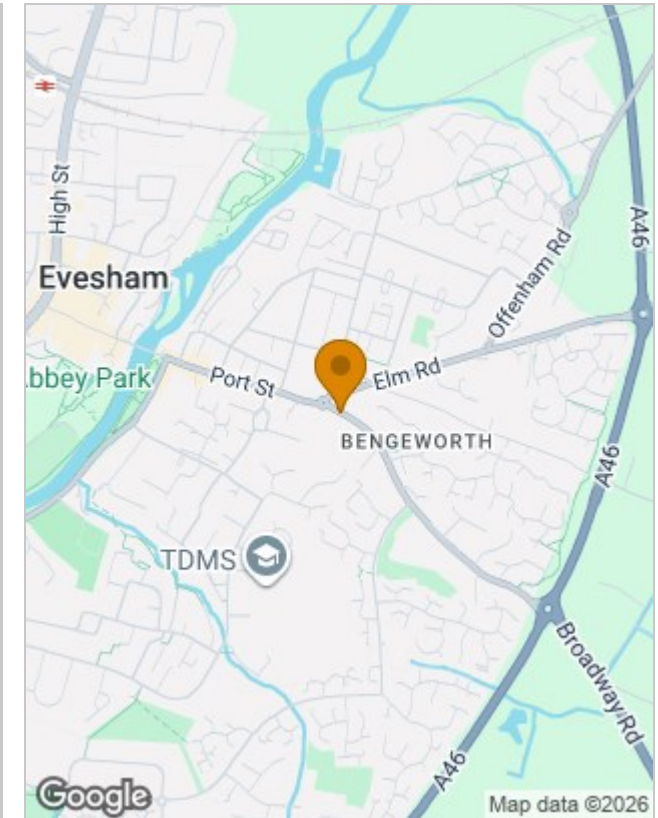 High St
Evesham
Abbey Park
Port St
Elm Rd
Offenham Rd
A46
BENGEWORTH
A46
TDMS
Broadway Rd
A46
Google
Map data ©2026